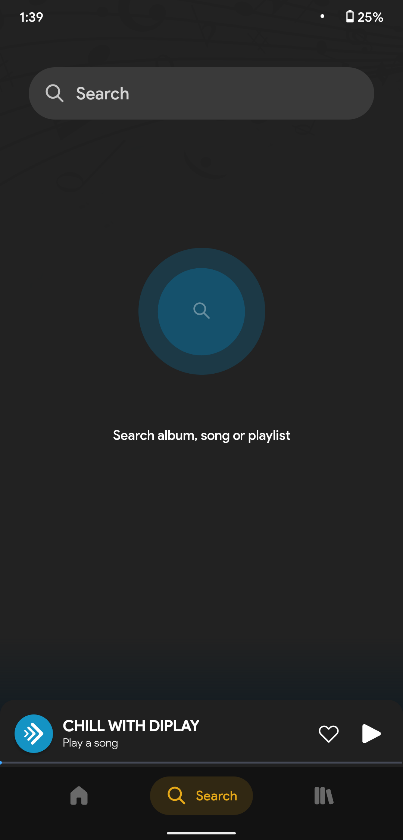 1:39
25%
Search
Search album, song or playlist
CHILL WITH DIPLAY
Play a song
Search